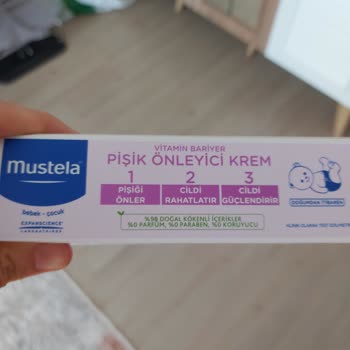 mustela
bebek - çocuk
EXPANSCIENCE
LABORATOIRES
VİTAMİN BARİYER
PİŞİK ÖNLEYİCİ KREM
1 2 3
PİŞİĞİ ÖNLER
CİLDİ RAHATLATIR
CİLDİ GÜÇLENDİRİR
%98 DOĞAL KÖKENLİ İÇERİKLER
%0 PARFÜM, %0 PARABEN, %0 KORUYUCU
DOĞUMDAN İTİBAREN